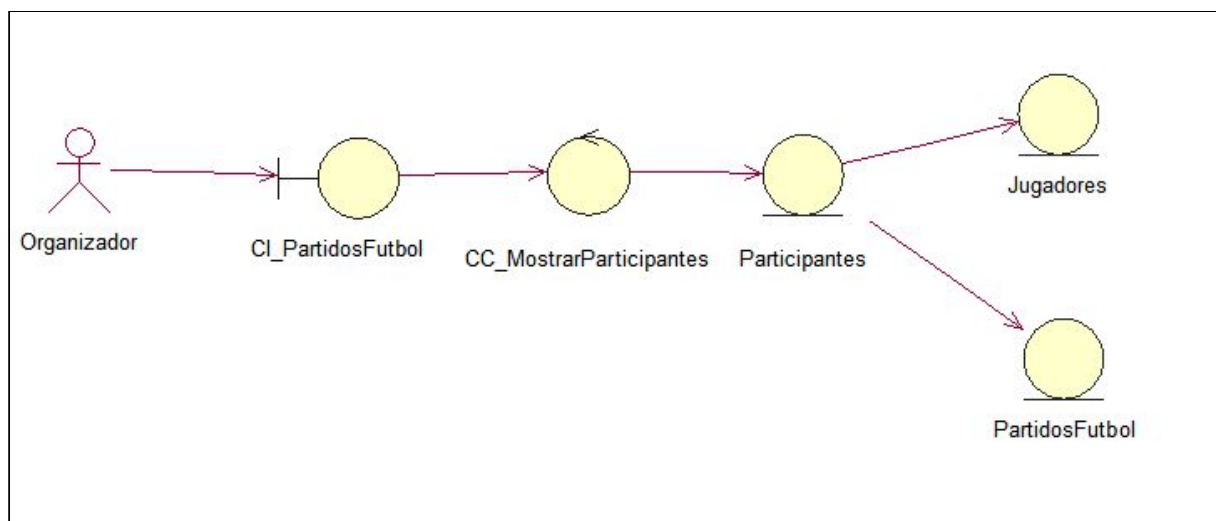 Organizador
CI_PartidosFutbol
CC_MostrarParticipantes
Participantes
Jugadores
PartidosFutbol